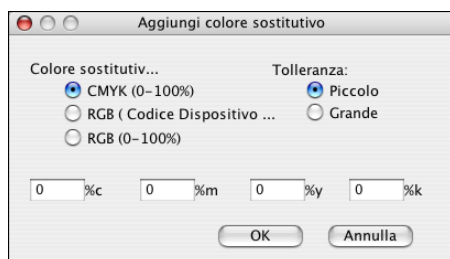 Aggiungi colore sostitutivo
Colore sostitutiv...
CMYK (0-100%)
RGB ( Codice Dispositivo ...
RGB (0-100%)
Tolleranza:
Piccolo
Grande
0 %c 0 %m 0 %y 0 %k
OK Annulla